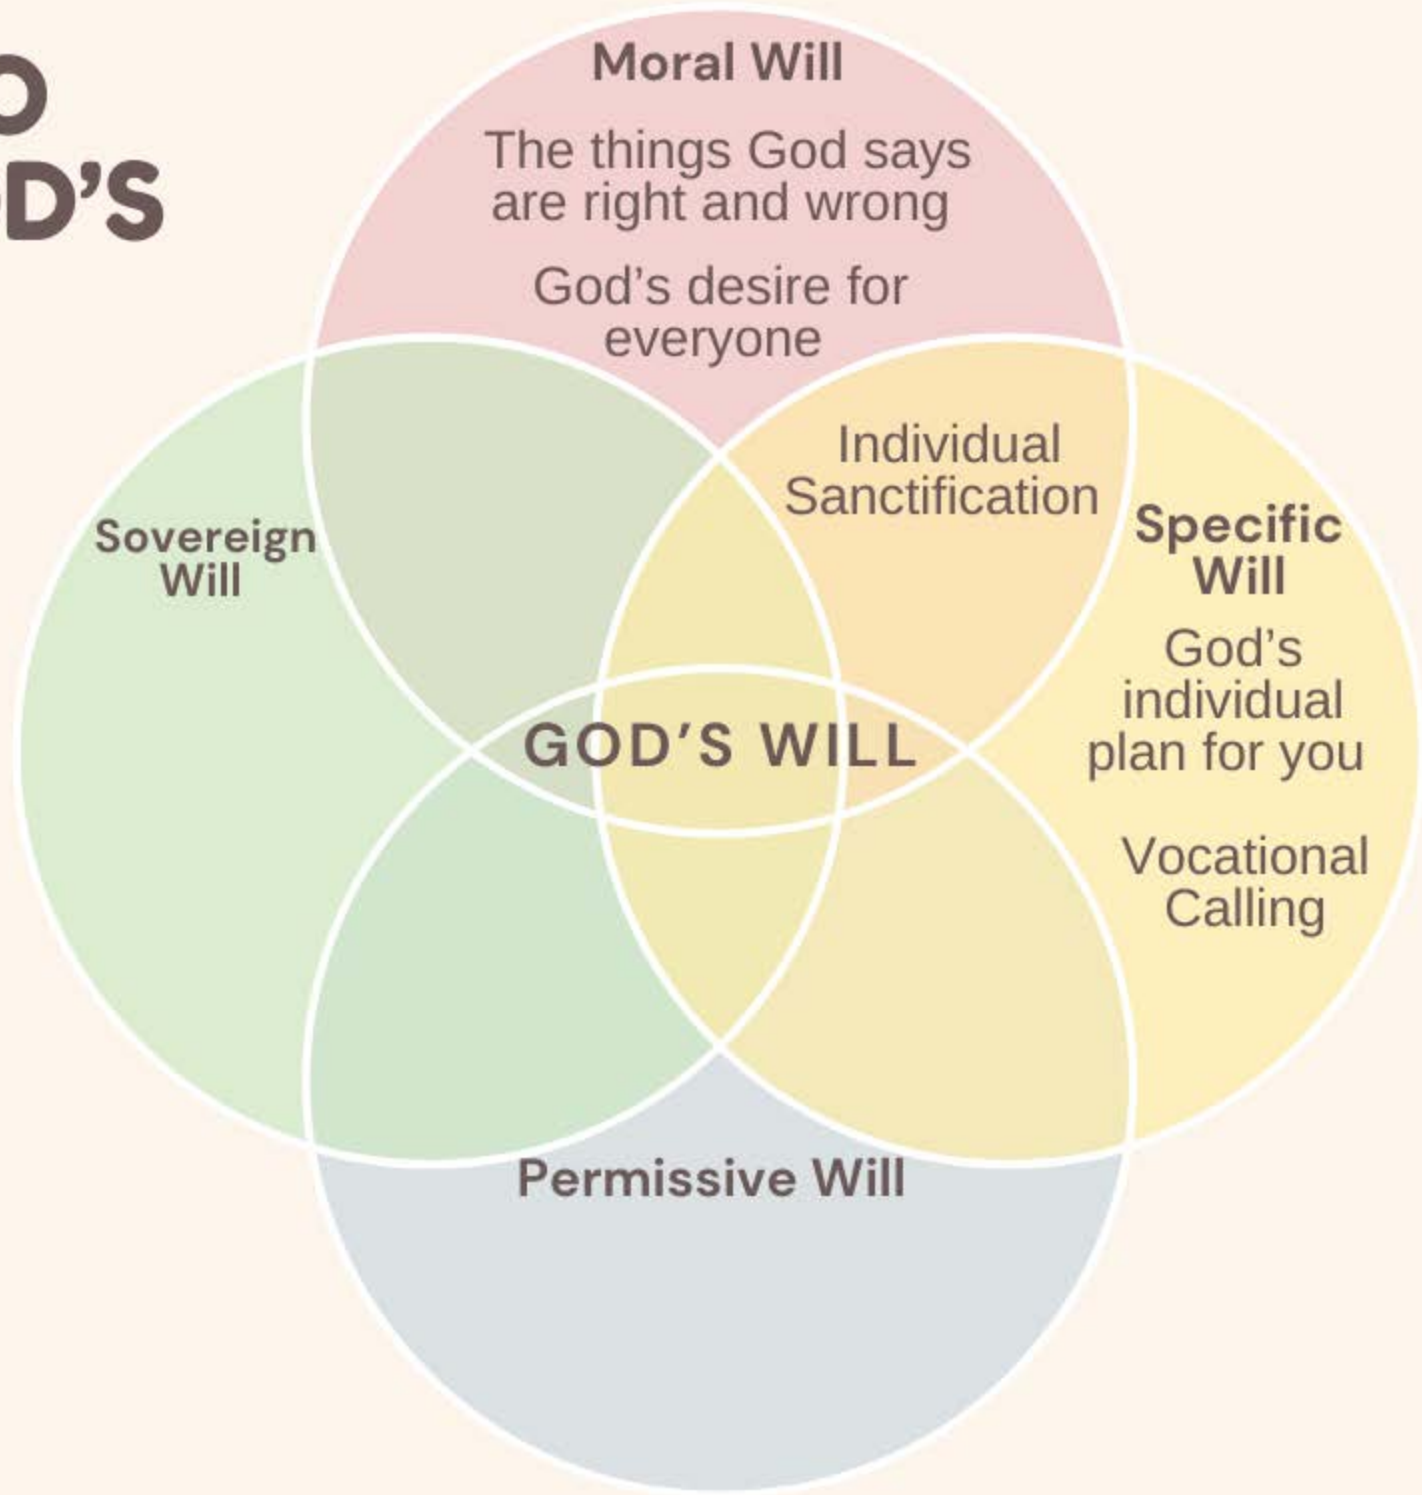 O
D’S
Moral Will
The things God says
are right and wrong
God’s desire for
everyone
Individual
Sanctification
Sovereign
Will
Specific
Will
God’s
individual
plan for you
Vocational
Calling
GOD’S WILL
Permissive Will